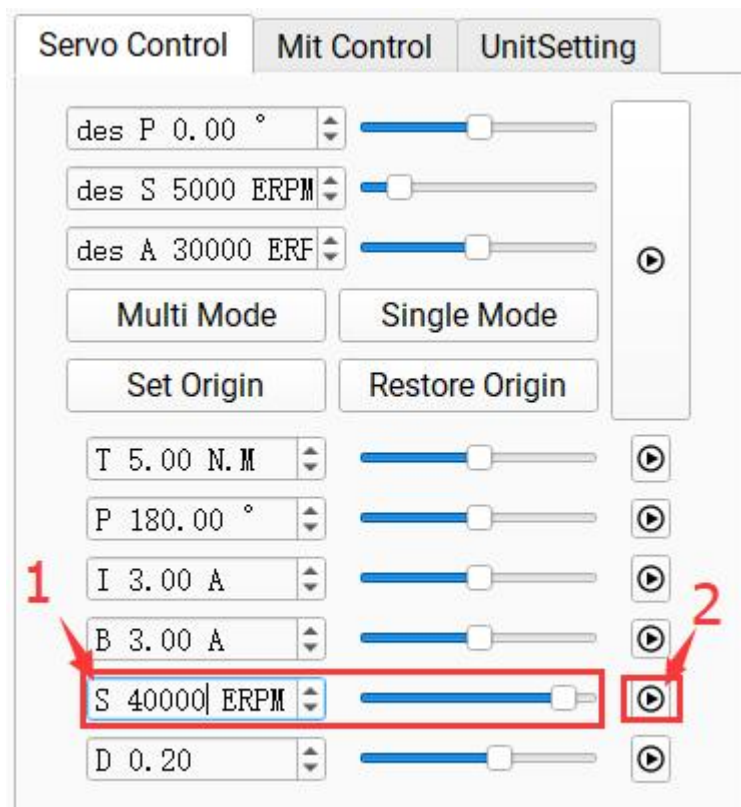 Servo Control Mit Control UnitSetting
des P 0.00 °
des S 5000 ERPM
des A 30000 ERF
Multi Mode Single Mode
Set Origin Restore Origin
T 5.00 N.M
P 180.00 °
I 3.00 A
1
2
B 3.00 A
S 40000 ERPM
D 0.20